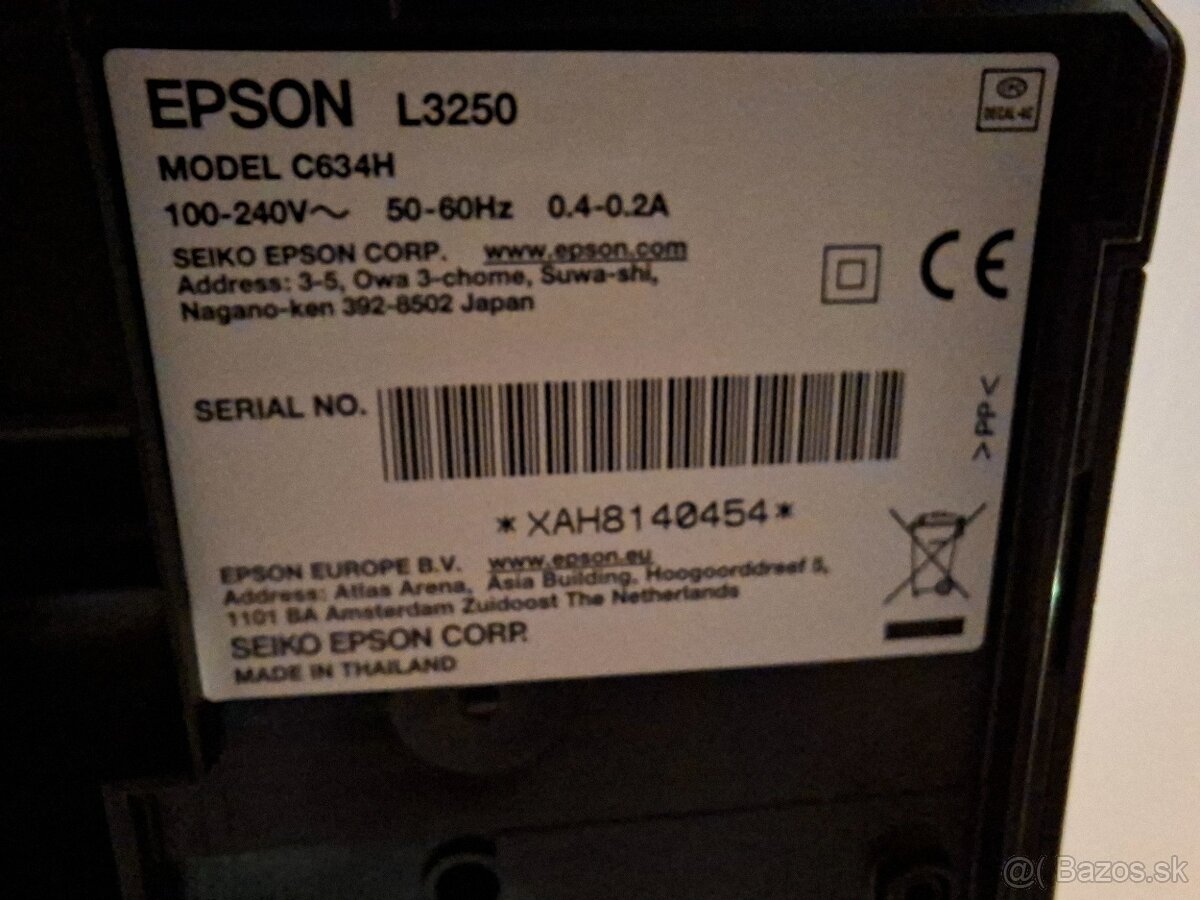 EPSON L3250
MODEL C634H
100-240V～ 50-60Hz 0.4-0.2A
SEIKO EPSON CORP. www.epson.com
Address: 3-5, Owa 3-chome, Suwa-shi,
Nagano-ken 392-8502 Japan
CE
SERIAL NO.
>PP<
*XAH8140454*
EPSON EUROPE B.V. www.epson.eu
Address: Atlas Arena, Asia Building, Hoogoorddreef 5,
1101 BA Amsterdam Zuidoost The Netherlands
SEIKO EPSON CORP.
MADE IN THAILAND
@( Bazos.sk